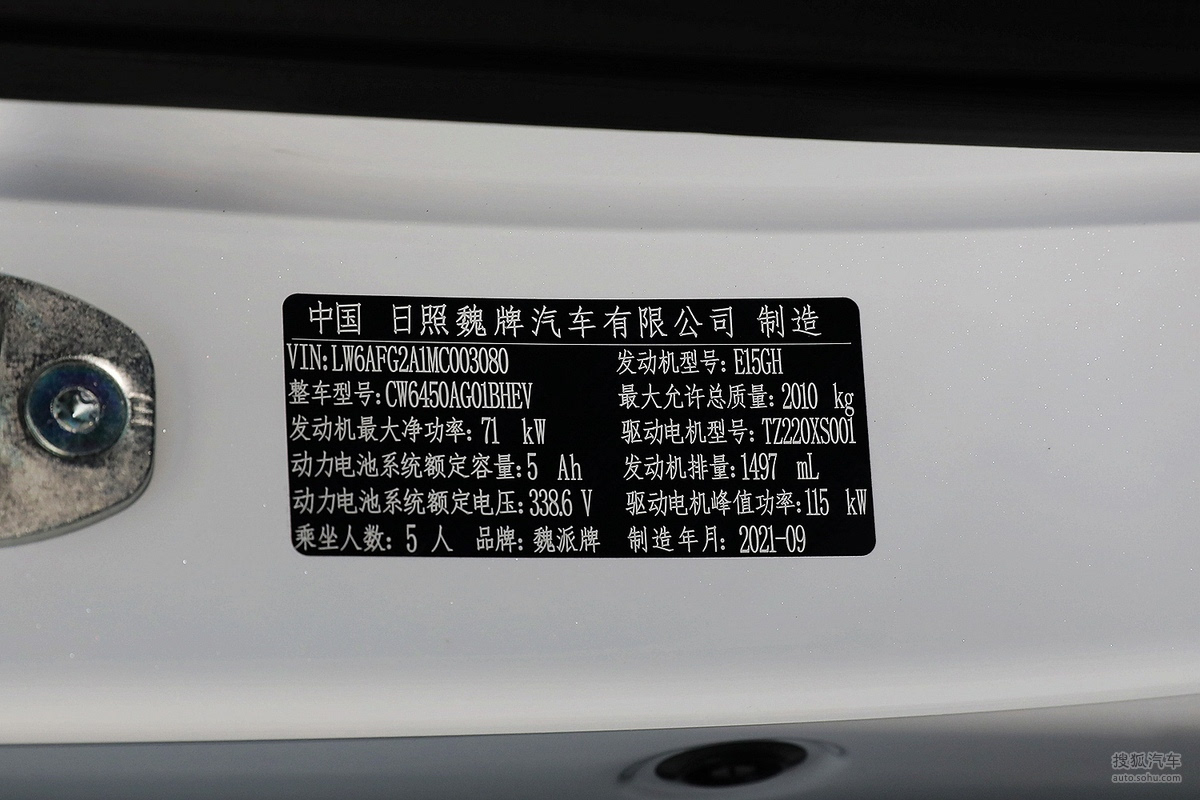 中国 日照魏牌汽车有限公司 制造
VIN: LW6AFG2A1MC003080 发动机型号: E15GH
整车型号: CW6450AG01BHEV 最大允许总质量: 2010 kg
发动机最大净功率: 71 kW 驱动电机型号: TZ220XS001
动力电池系统额定容量: 5 Ah 发动机排量: 1497 mL
动力电池系统额定电压: 338.6 V 驱动电机峰值功率: 115 kW
乘坐人数: 5 人 品牌: 魏派牌 制造年月: 2021-09
搜狐汽车
auto.sohu.com